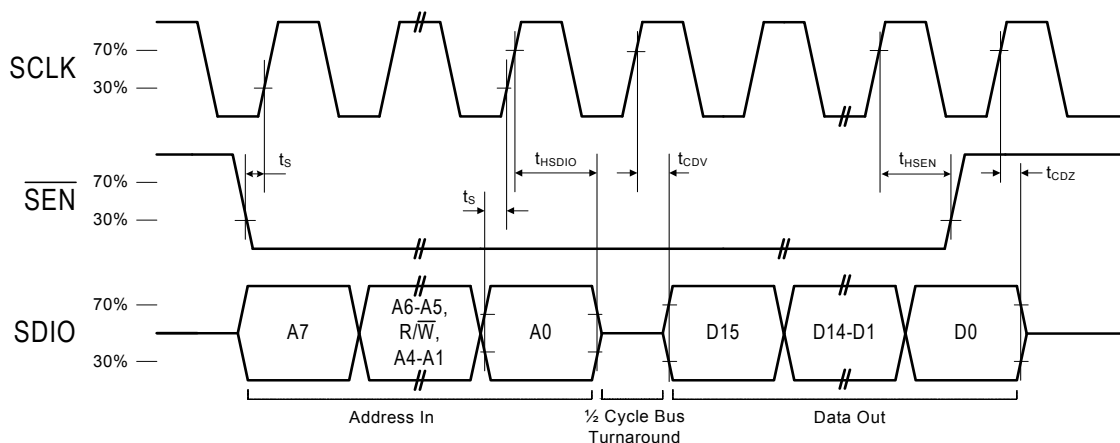 SCLK
70%
30%
SEN
70%
30%
tS
tHSDIO
tCDV
tHSEN
tCDZ
tS
SDIO
70%
30%
A7
A6-A5,
R/W̅,
A4-A1
A0
D15
D14-D1
D0
Address In
½ Cycle Bus
Turnaround
Data Out